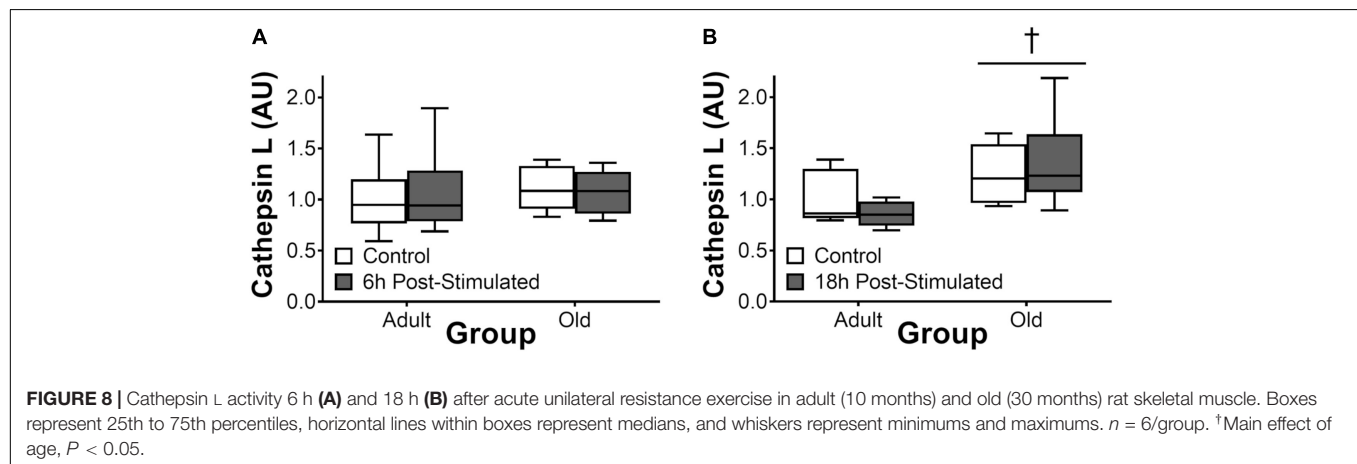 A
B
†
Cathepsin L (AU)
2.0
1.5
1.0
0.5
0.0
Control
6h Post-Stimulated
Adult
Old
Group
Cathepsin L (AU)
2.0
1.5
1.0
0.5
0.0
Control
18h Post-Stimulated
Adult
Old
Group
FIGURE 8 | Cathepsin L activity 6 h (A) and 18 h (B) after acute unilateral resistance exercise in adult (10 months) and old (30 months) rat skeletal muscle. Boxes
represent 25th to 75th percentiles, horizontal lines within boxes represent medians, and whiskers represent minimums and maximums. n = 6/group. †Main effect of
age, P < 0.05.